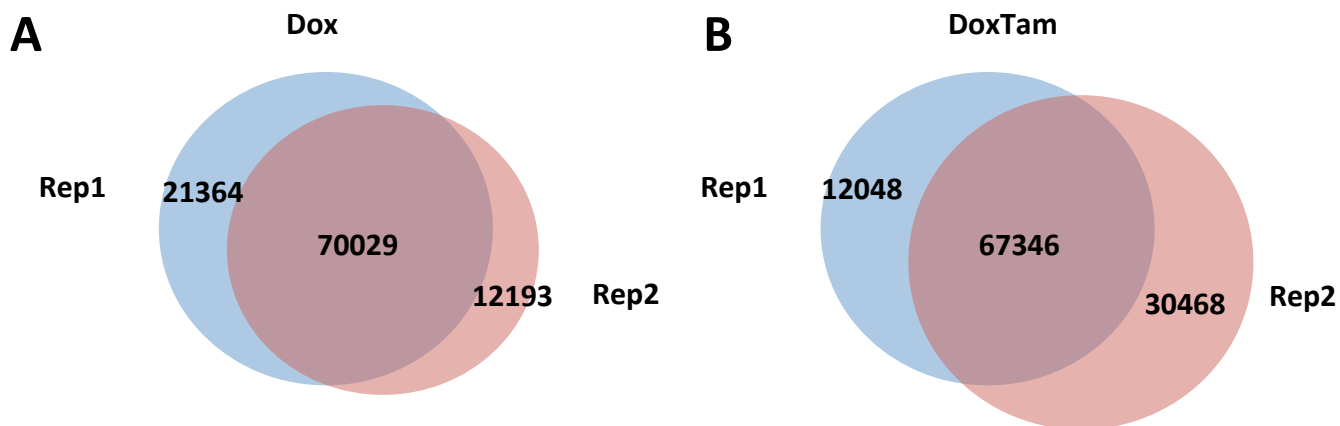 A
Dox
Rep1
21364
70029
12193
Rep2
B
DoxTam
Rep1
12048
67346
30468
Rep2